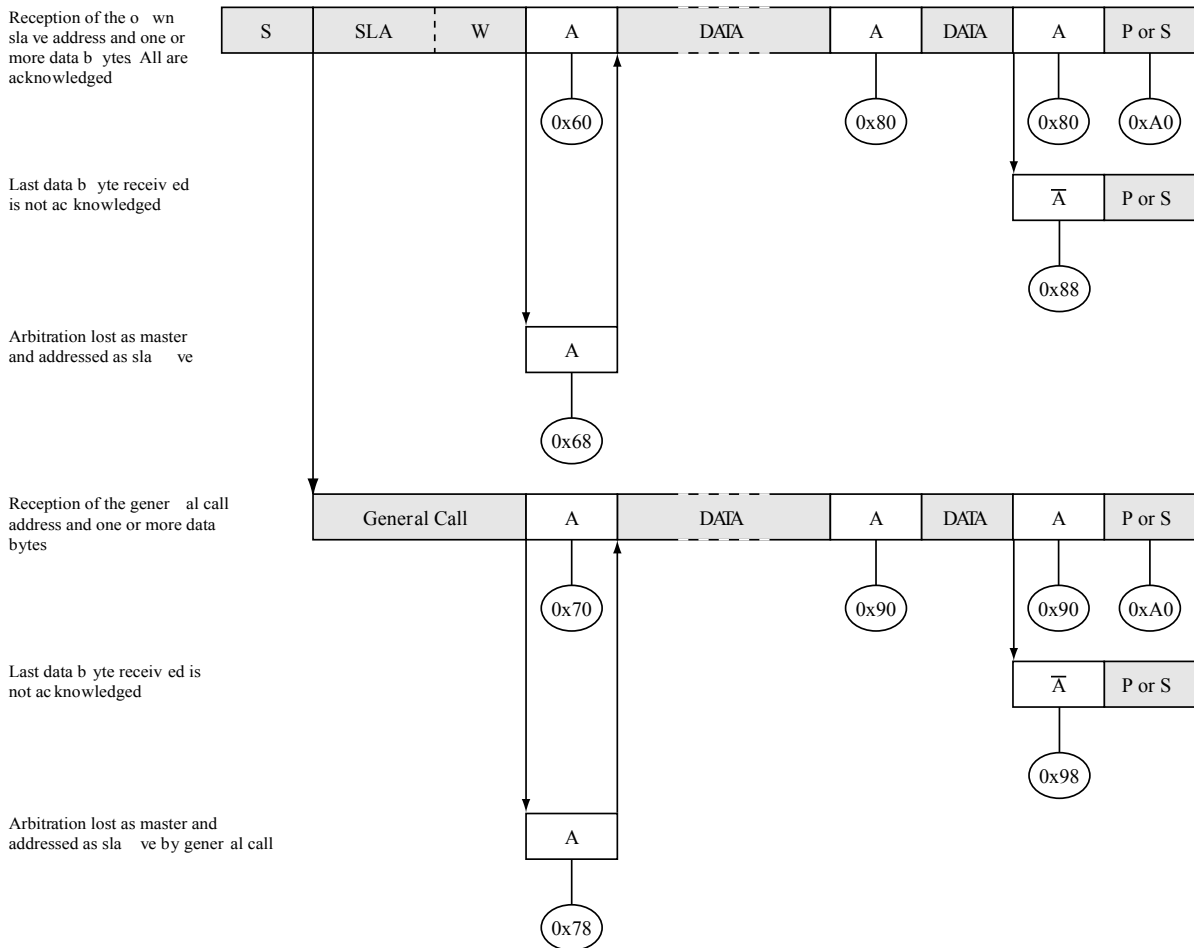 Reception of the o wn
sla ve address and one or
more data b ytes. All are
acknowledged
S SLA W A DATA A DATA A P or S
0x60 0x80 0x80 0xA0
Last data b yte receiv ed
is not ac knowledged
A P or S
0x88
Arbitration lost as master
and addressed as sla ve
A
0x68
Reception of the gener al call
address and one or more data
bytes
General Call A DATA A DATA A P or S
0x70 0x90 0x90 0xA0
Last data b yte receiv ed is
not ac knowledged
A P or S
0x98
Arbitration lost as master and
addressed as sla ve by gener al call
A
0x78